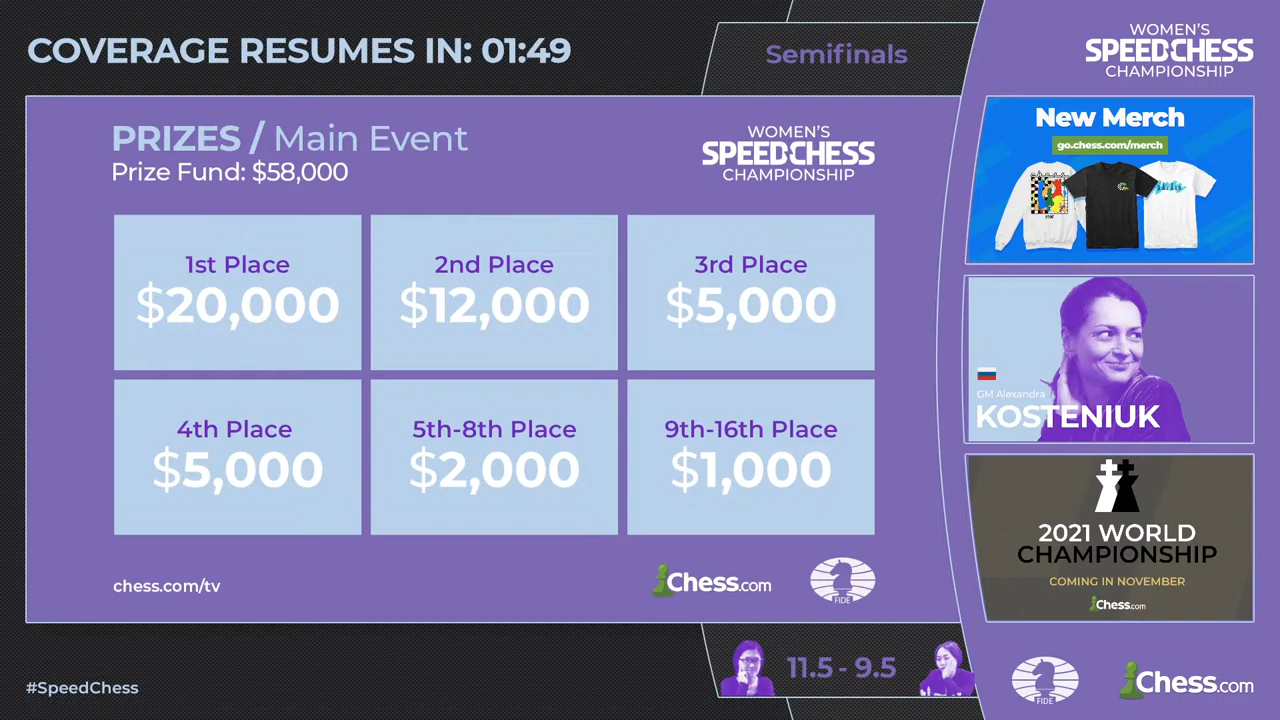 COVERAGE RESUMES IN: 01:49
Semifinals
PRIZES / Main Event
Prize Fund: $58,000
WOMEN'S
SPEEDCHESS
CHAMPIONSHIP
1st Place
$20,000
2nd Place
$12,000
3rd Place
$5,000
4th Place
$5,000
5th-8th Place
$2,000
9th-16th Place
$1,000
chess.com/tv
Chess.com
FIDE
#SpeedChess
11.5 - 9.5
WOMEN'S
SPEEDCHESS
CHAMPIONSHIP
New Merch
go.chess.com/merch
GM Alexandra
KOSTENIUK
2021 WORLD
CHAMPIONSHIP
COMING IN NOVEMBER
Chess.com
FIDE
Chess.com